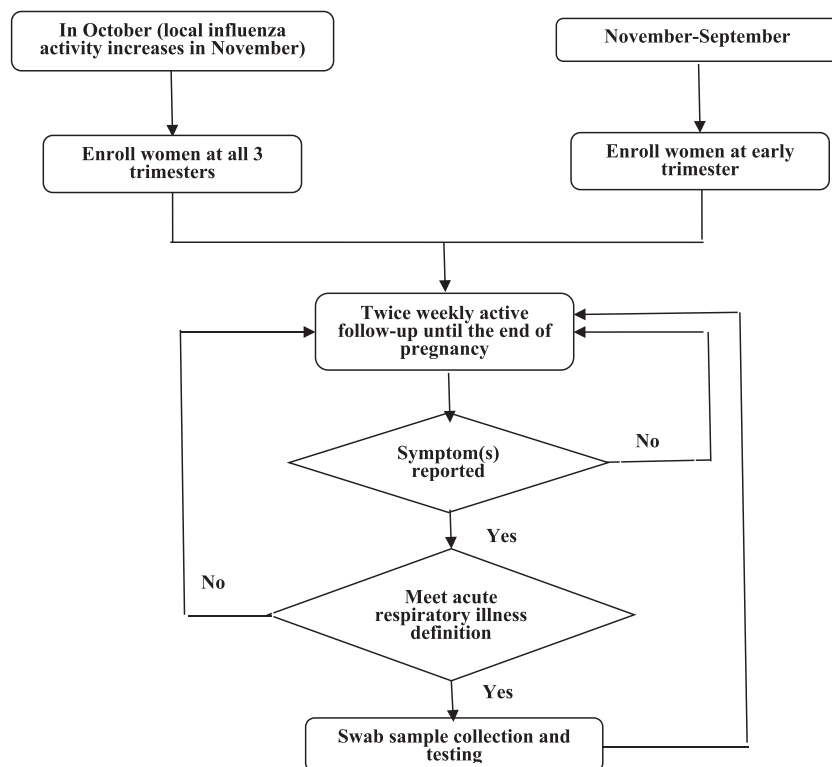 In October (local influenza
activity increases in November)
November-September
Enroll women at all 3
trimesters
Enroll women at early
trimester
Twice weekly active
follow-up until the end of
pregnancy
Symptom(s)
reported
No
Yes
No
Meet acute
respiratory illness
definition
Yes
Swab sample collection and
testing